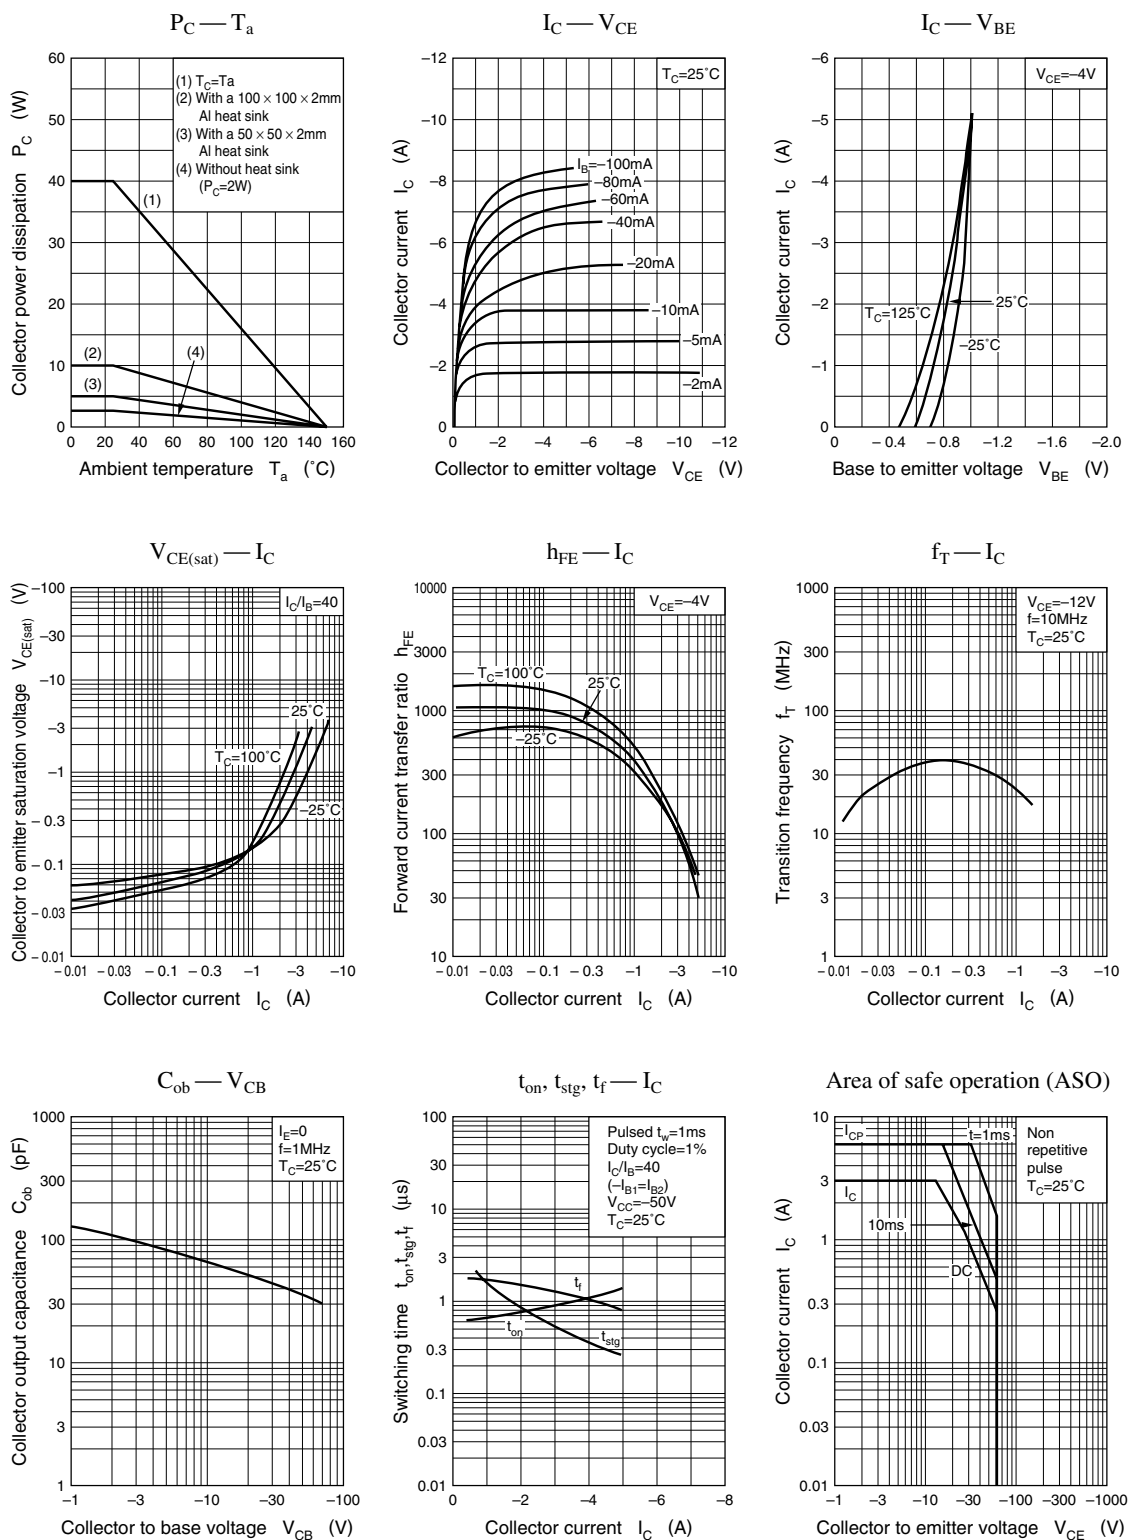 P_C — T_a
60
50
40
30
20
10
0
0 20 40 60 80 100 120 140 160
Collector power dissipation P_C (W)
Ambient temperature T_a (˚C)
(1) T_C=Ta
(2) With a 100 × 100 × 2mm
Al heat sink
(3) With a 50 × 50 × 2mm
Al heat sink
(4) Without heat sink
(P_C=2W)
(1)
(2)
(3)
(4)
I_C — V_CE
−12
−10
−8
−6
−4
−2
0
0 −2 −4 −6 −8 −10 −12
Collector current I_C (A)
Collector to emitter voltage V_CE (V)
T_C=25˚C
I_B=−100mA
−80mA
−60mA
−40mA
−20mA
−10mA
−5mA
−2mA
I_C — V_BE
−6
−5
−4
−3
−2
−1
0
0 −0.4 −0.8 −1.2 −1.6 −2.0
Collector current I_C (A)
Base to emitter voltage V_BE (V)
V_CE=−4V
T_C=125˚C
25˚C
−25˚C
V_CE(sat) — I_C
−100
−30
−10
−3
−1
−0.3
−0.1
−0.03
−0.01
−0.01 −0.03 −0.1 −0.3 −1 −3 −10
Collector to emitter saturation voltage V_CE(sat) (V)
Collector current I_C (A)
I_C/I_B=40
25˚C
T_C=100˚C
−25˚C
h_FE — I_C
10000
3000
1000
300
100
30
10
−0.01 −0.03 −0.1 −0.3 −1 −3 −10
Forward current transfer ratio h_FE
Collector current I_C (A)
V_CE=−4V
T_C=100˚C
25˚C
−25˚C
f_T — I_C
1000
300
100
30
10
3
1
−0.01 −0.03 −0.1 −0.3 −1 −3 −10
Transition frequency f_T (MHz)
Collector current I_C (A)
V_CE=−12V
f=10MHz
T_C=25˚C
C_ob — V_CB
1000
300
100
30
10
3
1
−1 −3 −10 −30 −100
Collector output capacitance C_ob (pF)
Collector to base voltage V_CB (V)
I_E=0
f=1MHz
T_C=25˚C
t_on, t_stg, t_f — I_C
100
30
10
3
1
0.3
0.1
0.03
0.01
0 −2 −4 −6 −8
Switching time t_on,t_stg,t_f (µs)
Collector current I_C (A)
Pulsed t_w=1ms
Duty cycle=1%
I_C/I_B=40
(−I_B1=I_B2)
V_CC=−50V
T_C=25˚C
t_f
t_on
t_stg
Area of safe operation (ASO)
10
3
1
0.3
0.1
0.03
0.01
−1 −3 −10 −30 −100 −300 −1000
Collector current I_C (A)
Collector to emitter voltage V_CE (V)
Non
repetitive
pulse
T_C=25˚C
I_CP
t=1ms
I_C
10ms
DC